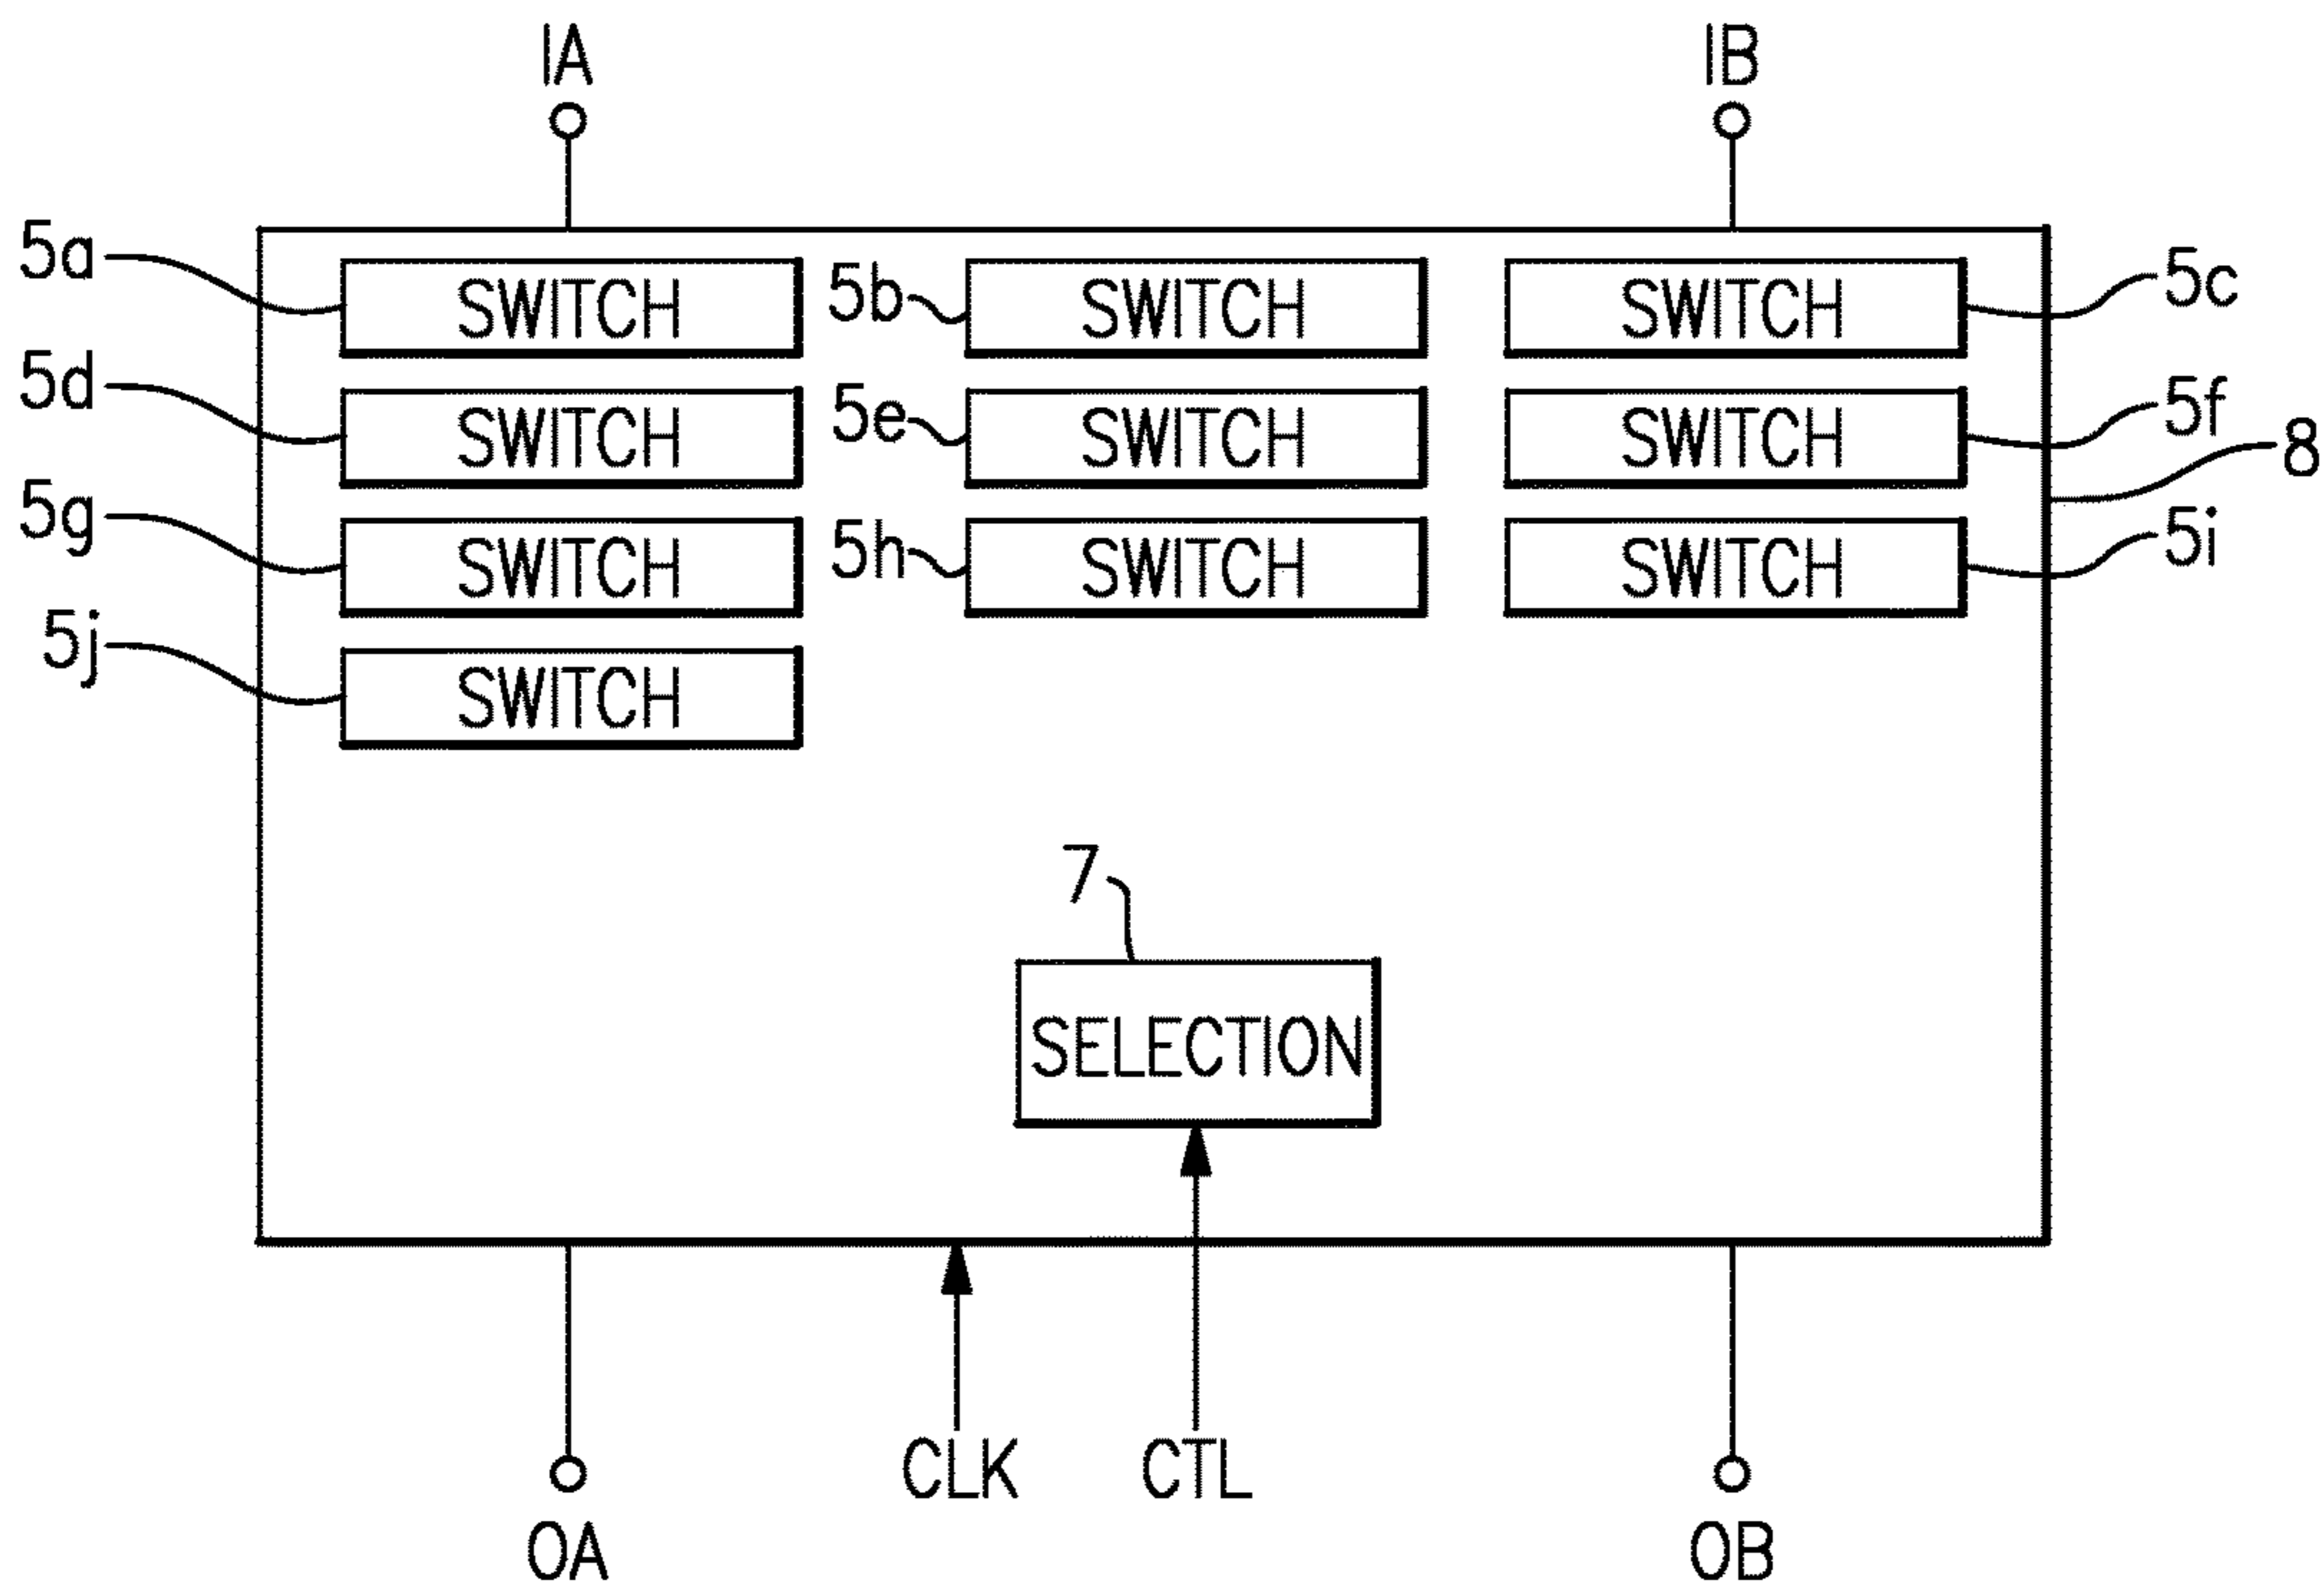 IA IB
5a SWITCH 5b SWITCH SWITCH 5c
5d SWITCH 5e SWITCH SWITCH 5f
8
5g SWITCH 5h SWITCH SWITCH 5i
5j SWITCH
7
SELECTION
CLK CTL
OA OB